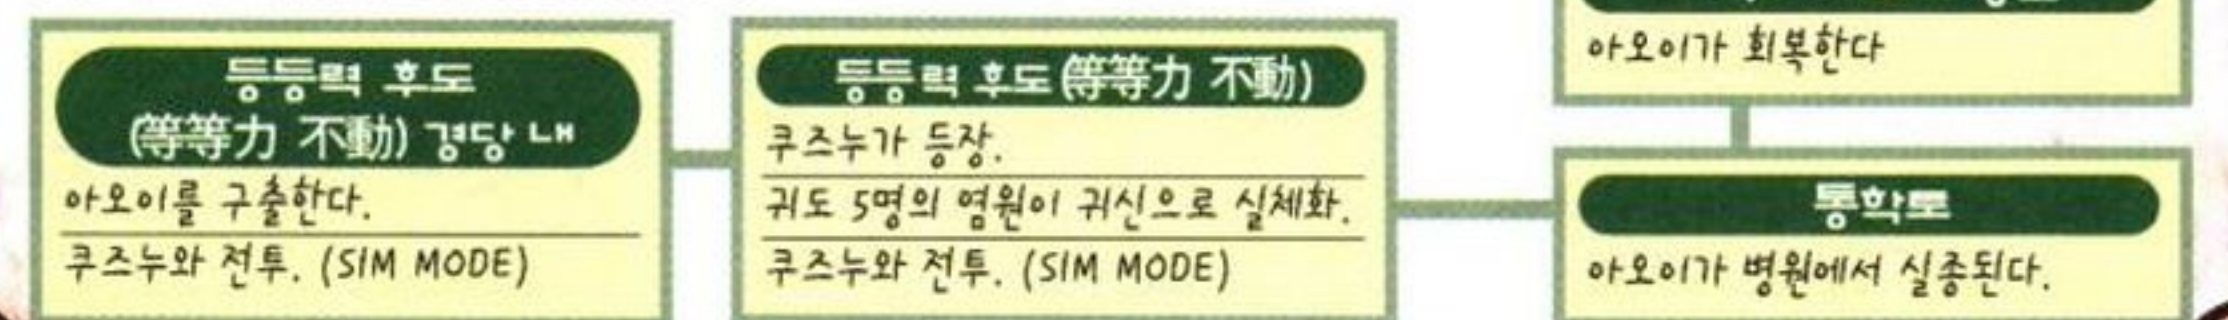 등등력 후도
(等等力 不動) 경당 내
아오이를 구출한다.
쿠즈누와 전투. (SIM MODE)
등등력 후도(等等力 不動)
쿠즈누가 등장.
귀도 5명의 염원이 귀신으로 실체화.
쿠즈누와 전투. (SIM MODE)
아오이가 회복한다
통학로
아오이가 병원에서 실종된다.